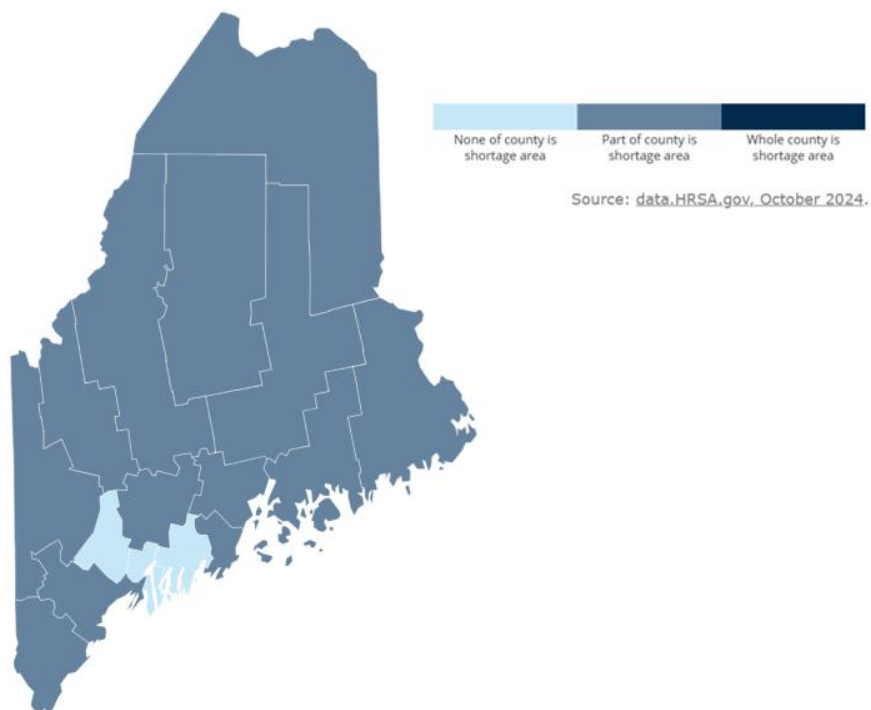 None of county is
shortage area
Part of county is
shortage area
Whole county is
shortage area
Source: data.HRSA.gov, October 2024.